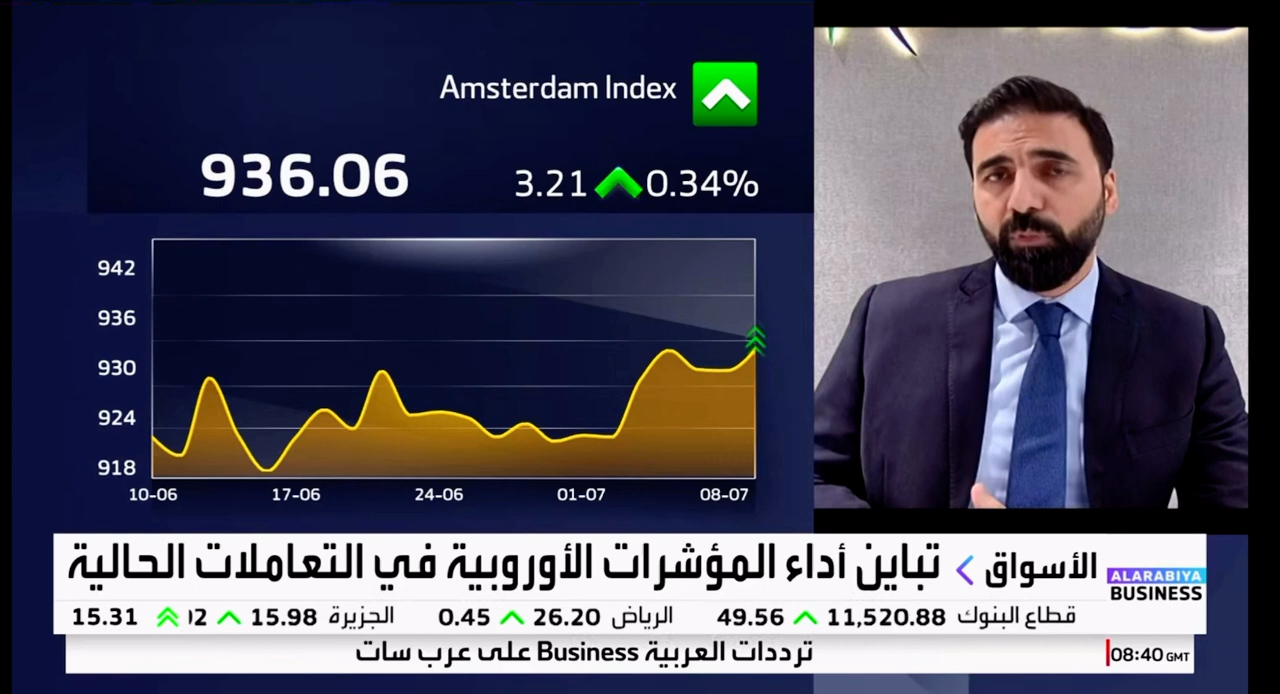 Amsterdam Index
936.06 3.21 0.34%
942
936
930
924
918
10-06 17-06 24-06 01-07 08-07
الأسواق > تباين أداء المؤشرات الأوروبية في التعاملات الحالية
ALARABIYA
BUSINESS
قطاع البنوك 11,520.88 49.56 الرياض 26.20 0.45 الجزيرة 15.98 15.31
08:40 GMT ترددات العربية Business على عرب سات